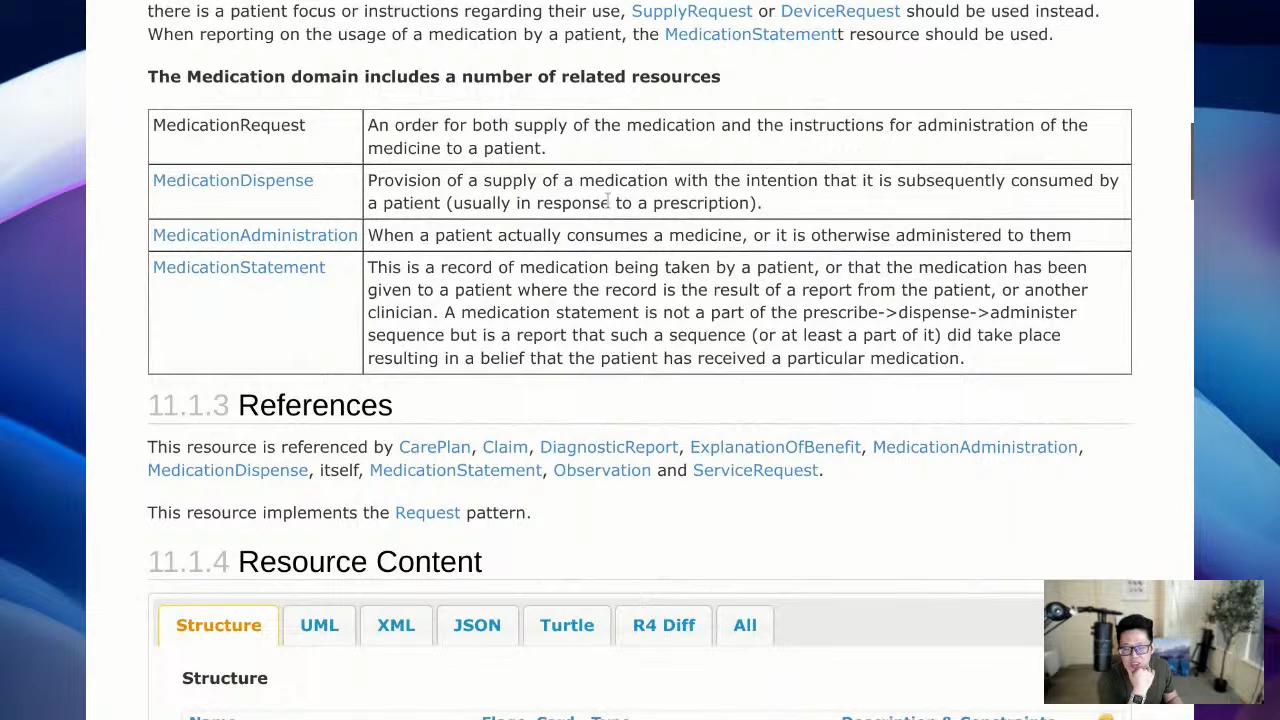 there is a patient focus or instructions regarding their use, SupplyRequest or DeviceRequest should be used instead.
When reporting on the usage of a medication by a patient, the MedicationStatementt resource should be used.
The Medication domain includes a number of related resources
MedicationRequest
An order for both supply of the medication and the instructions for administration of the
medicine to a patient.
MedicationDispense
Provision of a supply of a medication with the intention that it is subsequently consumed by
a patient (usually in response to a prescription).
MedicationAdministration
When a patient actually consumes a medicine, or it is otherwise administered to them
MedicationStatement
This is a record of medication being taken by a patient, or that the medication has been
given to a patient where the record is the result of a report from the patient, or another
clinician. A medication statement is not a part of the prescribe->dispense->administer
sequence but is a report that such a sequence (or at least a part of it) did take place
resulting in a belief that the patient has received a particular medication.
11.1.3 References
This resource is referenced by CarePlan, Claim, DiagnosticReport, ExplanationOfBenefit, MedicationAdministration,
MedicationDispense, itself, MedicationStatement, Observation and ServiceRequest.
This resource implements the Request pattern.
11.1.4 Resource Content
Structure UML XML JSON Turtle R4 Diff All
Structure
Name Flags Card. Type Description & Constraints